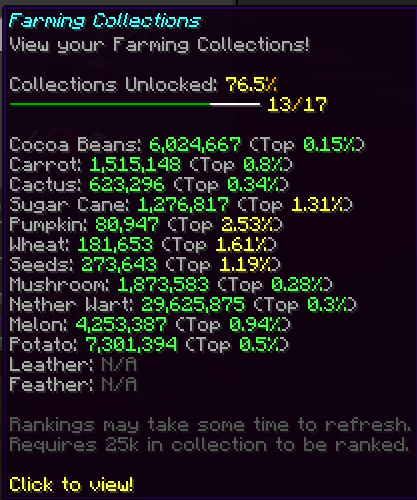 Farming Collections
View your Farming Collections!
Collections Unlocked: 76.5%
13/17
Cocoa Beans: 6,024,667 (Top 0.15%)
Carrot: 1,515,148 (Top 0.8%)
Cactus: 623,296 (Top 0.34%)
Sugar Cane: 1,276,817 (Top 1.31%)
Pumpkin: 80,947 (Top 2.53%)
Wheat: 181,653 (Top 1.61%)
Seeds: 273,643 (Top 1.19%)
Mushroom: 1,873,583 (Top 0.28%)
Nether Wart: 29,625,875 (Top 0.3%)
Melon: 4,253,387 (Top 0.94%)
Potato: 7,301,394 (Top 0.5%)
Leather: N/A
Feather: N/A
Rankings may take some time to refresh.
Requires 25k in collection to be ranked.
Click to view!